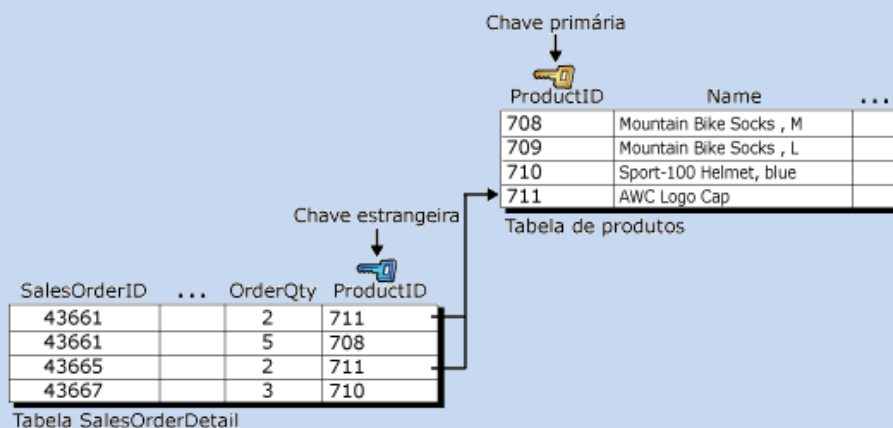 Chave primária
ProductID Name ...
708 Mountain Bike Socks , M
709 Mountain Bike Socks , L
710 Sport-100 Helmet, blue
711 AWC Logo Cap
Tabela de produtos
Chave estrangeira
SalesOrderID ... OrderQty ProductID
43661 2 711
43661 5 708
43665 2 711
43667 3 710
Tabela SalesOrderDetail